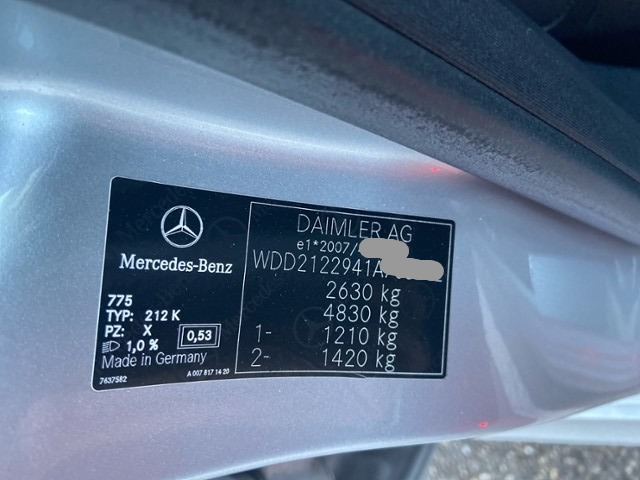 Mercedes-Benz
775
TYP: 212 K
PZ: X
0,53
1,0 %
Made in Germany
7637582
A 007 817 14 20
DAIMLER AG
e1*2007/
WDD2122941A
2630 kg
4830 kg
1- 1210 kg
2- 1420 kg